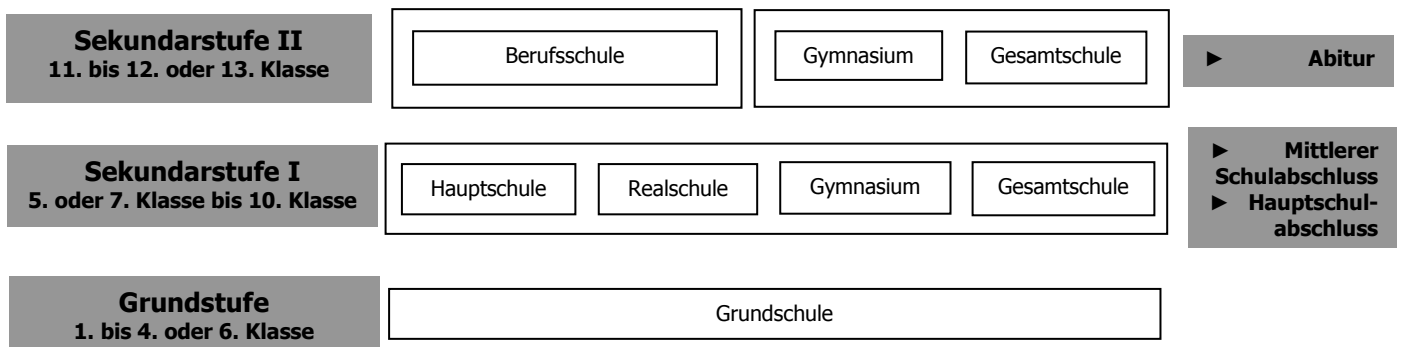 Sekundarstufe II
11. bis 12. oder 13. Klasse
Berufsschule
Gymnasium
Gesamtschule
► Abitur
Sekundarstufe I
5. oder 7. Klasse bis 10. Klasse
Hauptschule
Realschule
Gymnasium
Gesamtschule
► Mittlerer
Schulabschluss
► Hauptschul-
abschluss
Grundstufe
1. bis 4. oder 6. Klasse
Grundschule